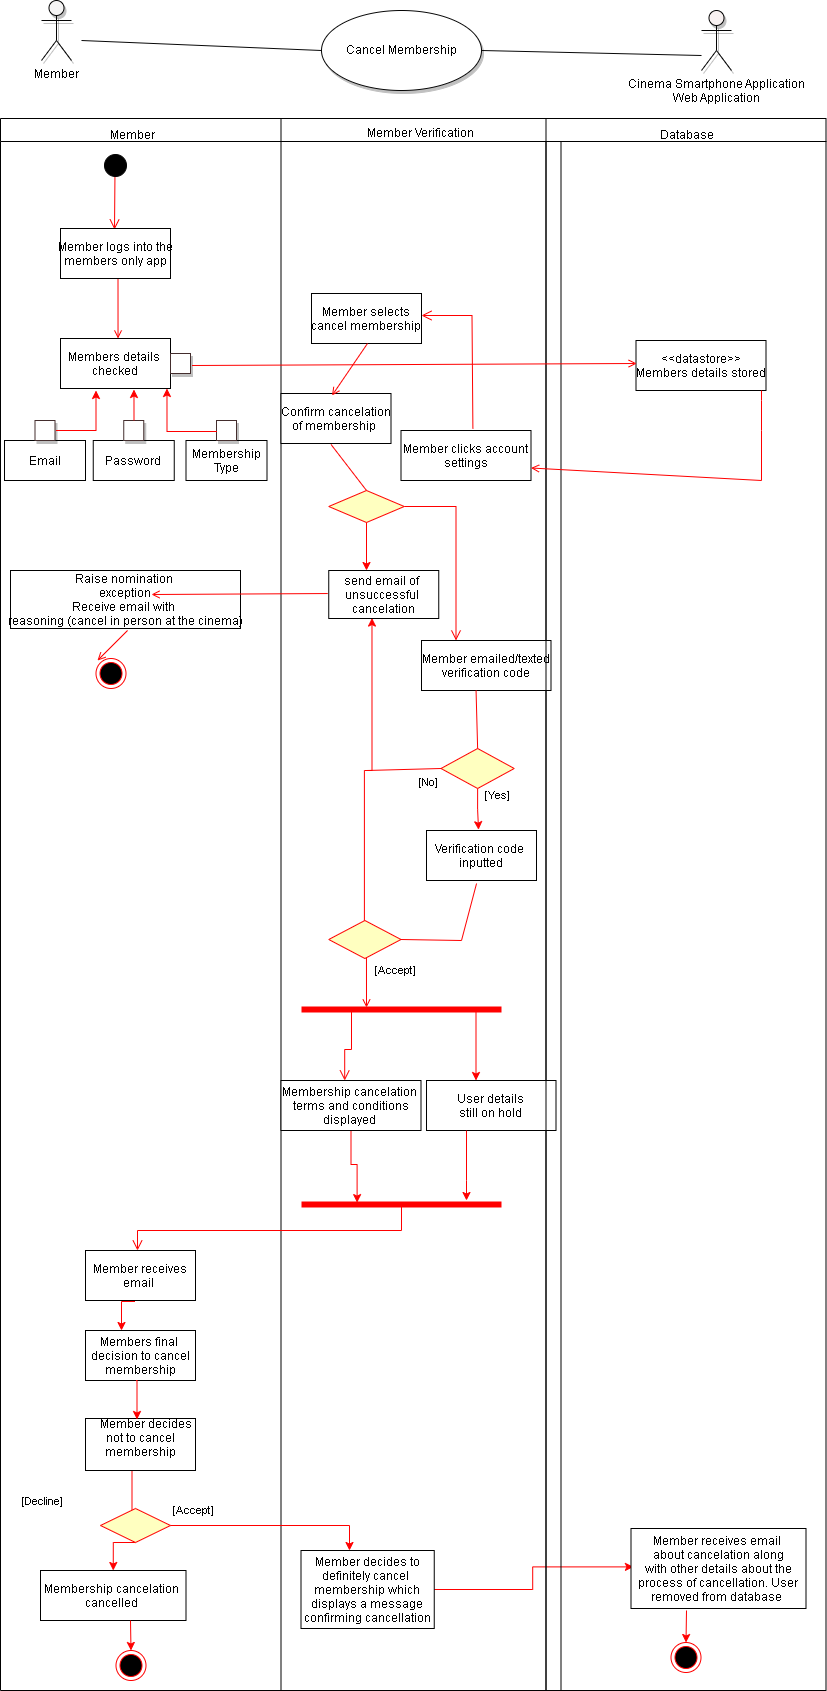 Cancel Membership
Member
Cinema Smartphone Application
Web Application
Member
Member Verification
Database
Member logs into the
members only app
Member selects
cancel membership
Members details
checked
<<datastore>>
Members details stored
Confirm cancelation
of membership
Member clicks account
settings
Email
Password
Membership
Type
Raise nomination
exception
Receive email with
reasoning (cancel in person at the cinema)
send email of
unsuccessful
cancelation
Member emailed/texted
verification code
[No]
[Yes]
Verification code
inputted
[Accept]
Membership cancelation
terms and conditions
displayed
User details
still on hold
Member receives
email
Members final
decision to cancel
membership
Member decides
not to cancel
membership
[Decline]
[Accept]
Membership cancelation
cancelled
Member decides to
definitely cancel
membership which
displays a message
confirming cancellation
Member receives email
about cancelation along
with other details about the
process of cancellation. User
removed from database